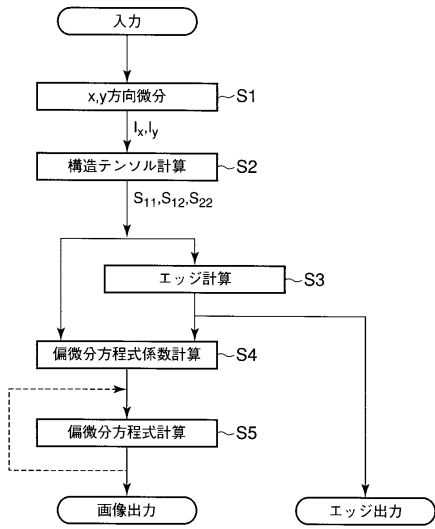 入力
x,y方向微分 S1
Ix,Iy
構造テンソル計算 S2
S11,S12,S22
エッジ計算 S3
偏微分方程式係数計算 S4
偏微分方程式計算 S5
画像出力 エッジ出力